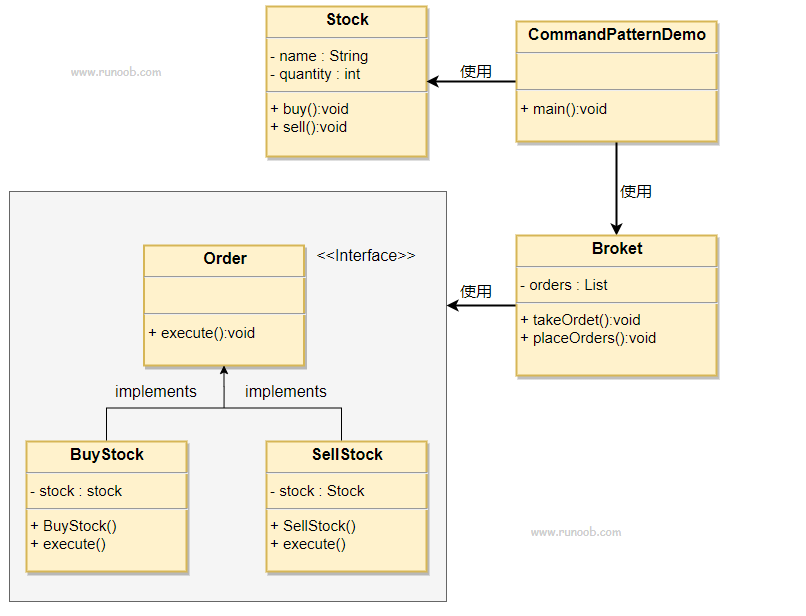 Stock
- name : String
- quantity : int
+ buy():void
+ sell():void
www.runoob.com
使用
CommandPatternDemo
+ main():void
使用
Broket
- orders : List
+ takeOrdet():void
+ placeOrders():void
使用
Order
<<Interface>>
+ execute():void
implements
implements
BuyStock
- stock : stock
+ BuyStock()
+ execute()
SellStock
- stock : Stock
+ SellStock()
+ execute()
www.runoob.com